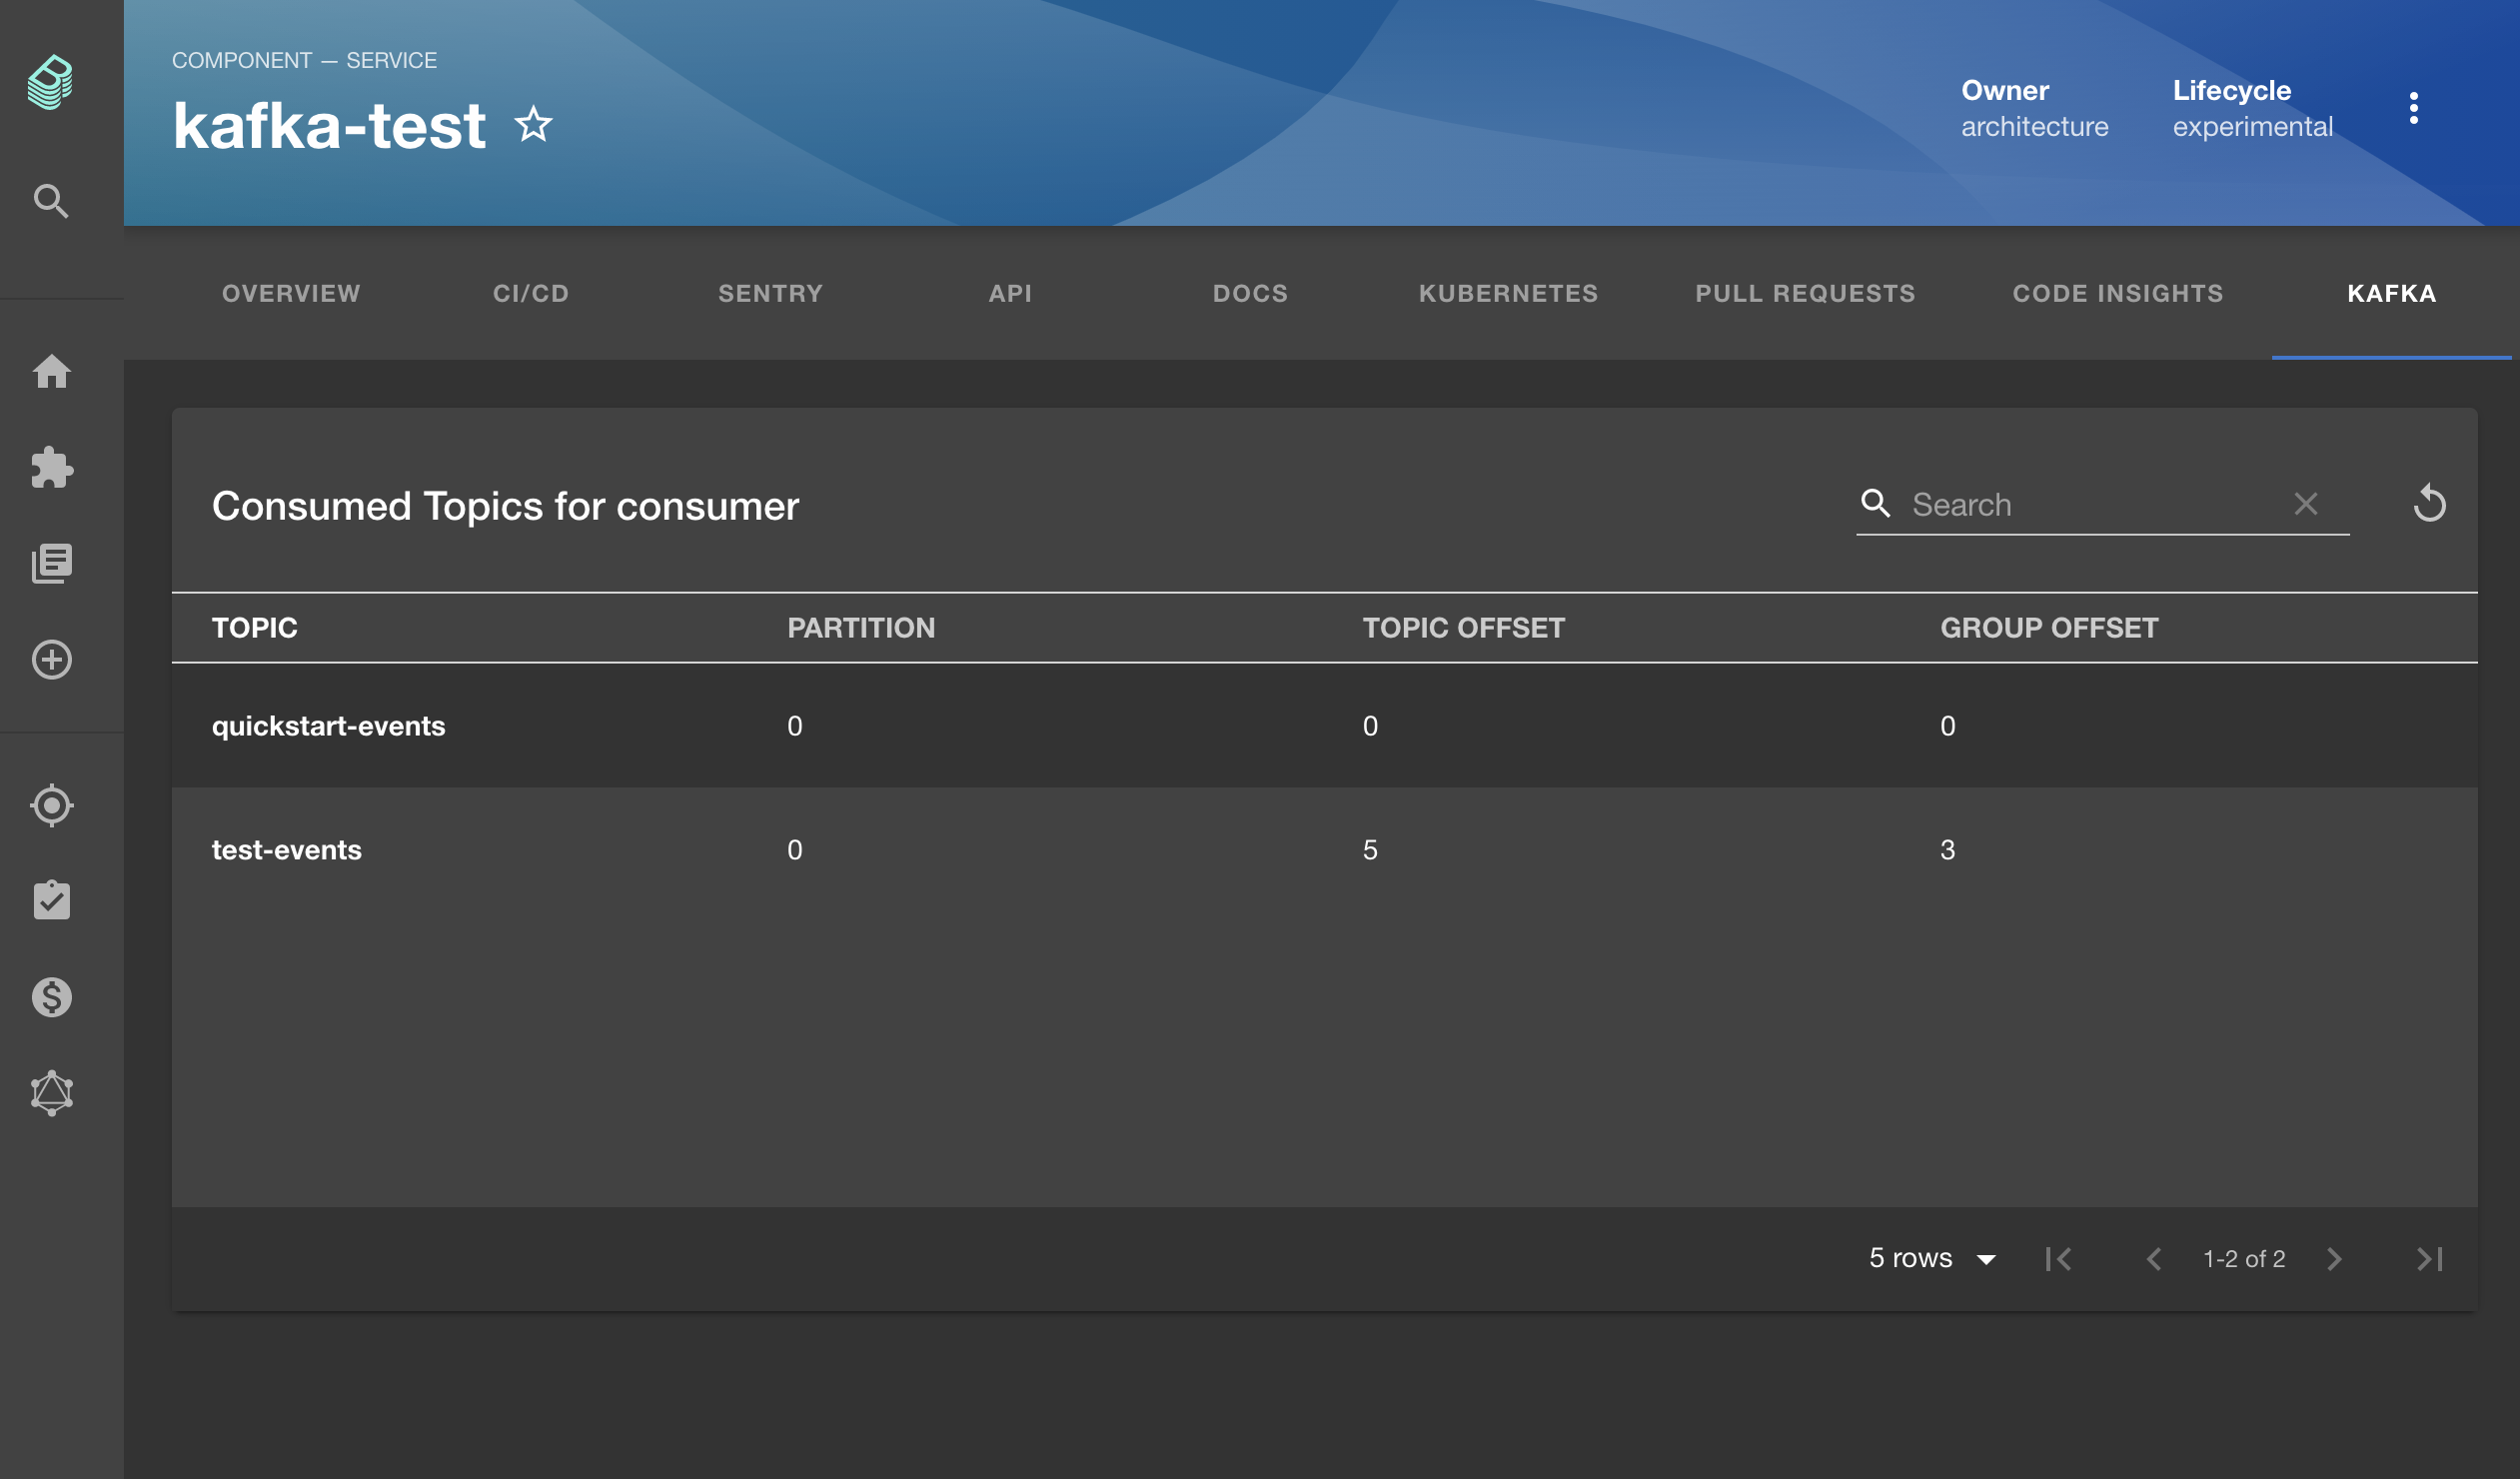 COMPONENT — SERVICE
kafka-test
Owner
architecture
Lifecycle
experimental
OVERVIEW CI/CD SENTRY API DOCS KUBERNETES PULL REQUESTS CODE INSIGHTS KAFKA
Consumed Topics for consumer
Search
TOPIC PARTITION TOPIC OFFSET GROUP OFFSET
quickstart-events 0 0 0
test-events 0 5 3
5 rows 1-2 of 2